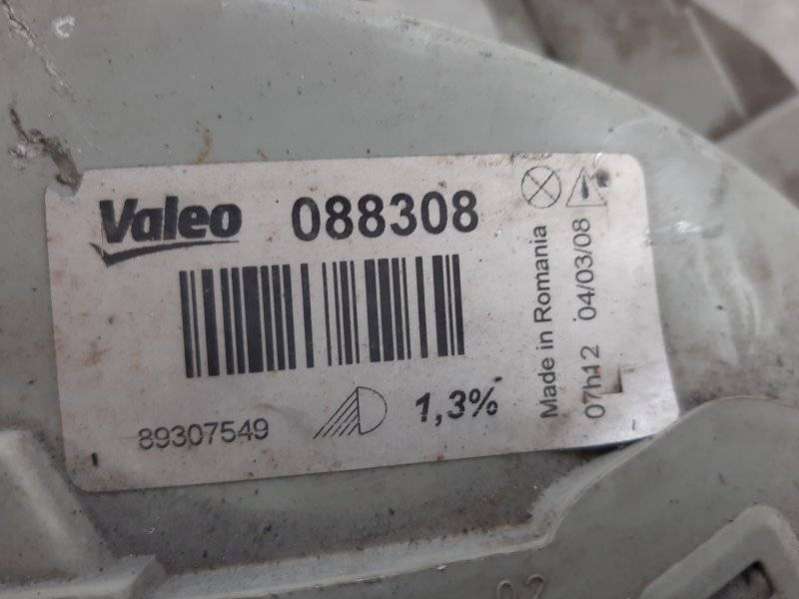 Valeo 088308
89307549
1,3%
Made in Romania
07h12 04/03/08